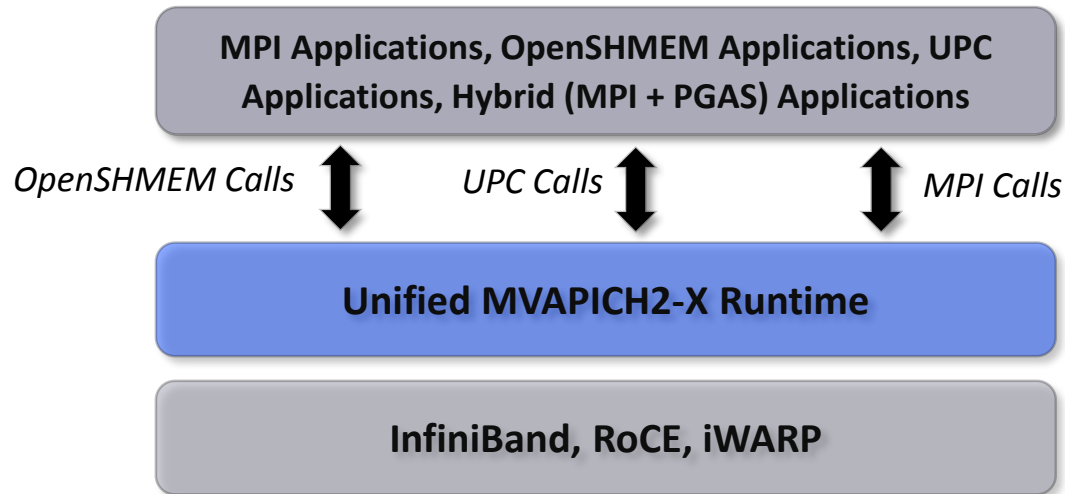 MPI Applications, OpenSHMEM Applications, UPC
Applications, Hybrid (MPI + PGAS) Applications
OpenSHMEM Calls
UPC Calls
MPI Calls
Unified MVAPICH2-X Runtime
InfiniBand, RoCE, iWARP